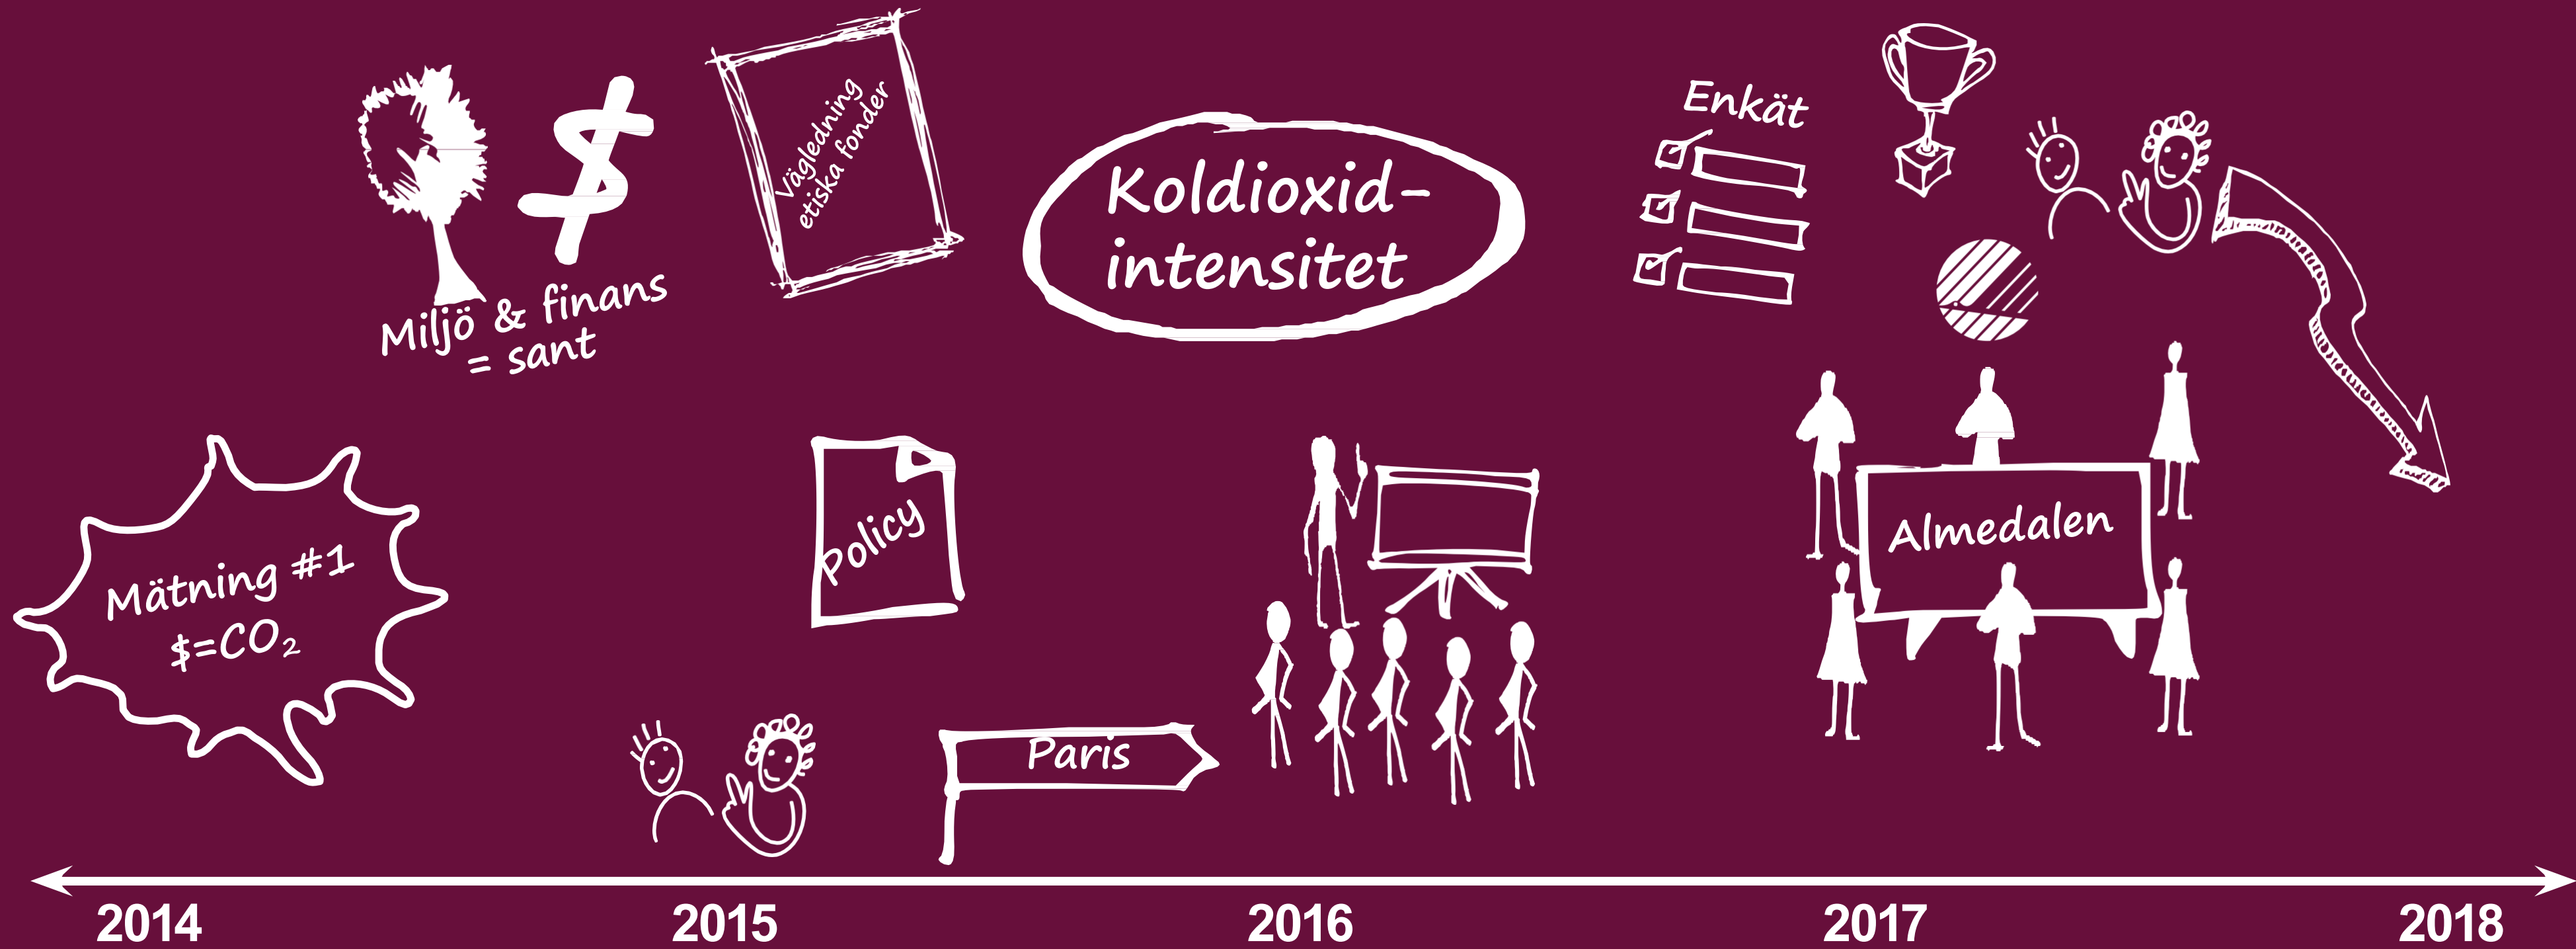 Miljö & finans
= sant
$
Vägledning
etiska fonder
Koldioxid-
intensitet
Enkät
Mätning #1
$=CO₂
Policy
Paris
Almedalen
2014
2015
2016
2017
2018